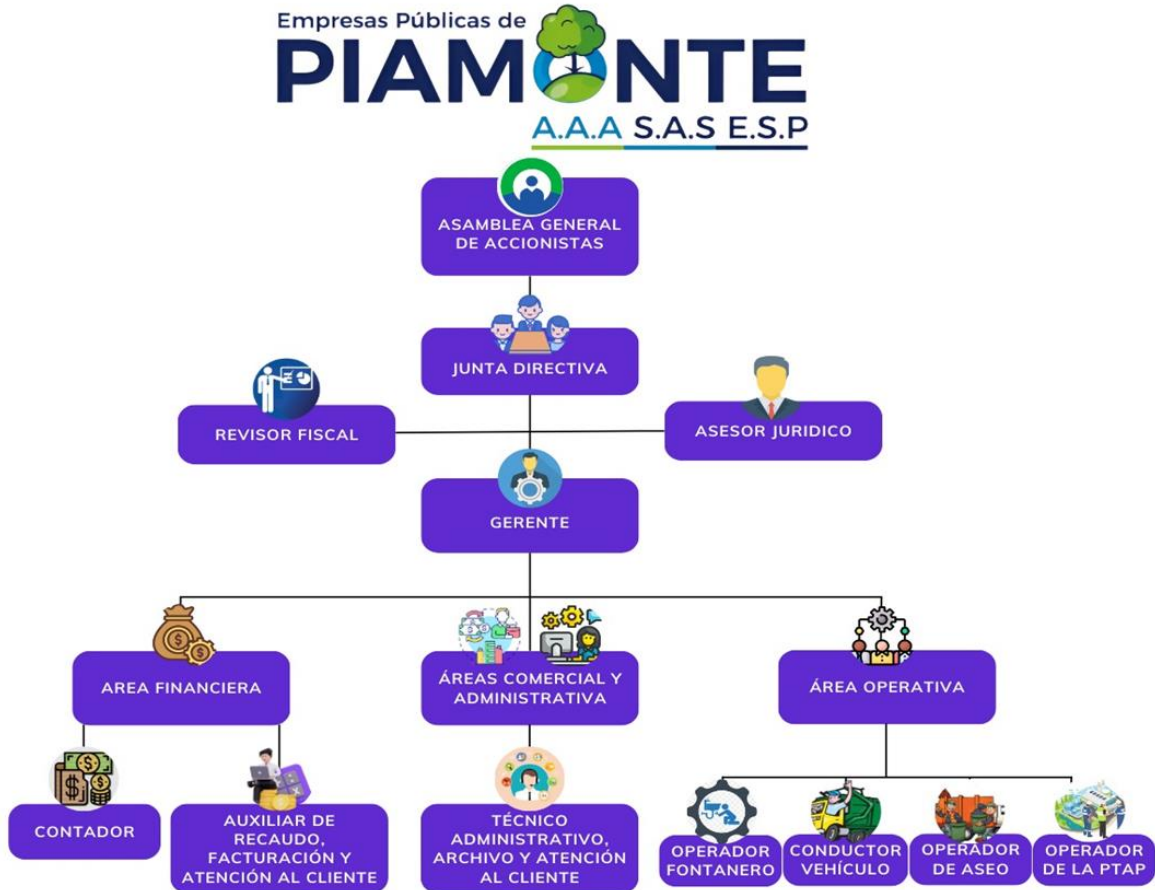 Empresas Públicas de
PIAMONTE
A.A.A S.A.S E.S.P
ASAMBLEA GENERAL
DE ACCIONISTAS
JUNTA DIRECTIVA
REVISOR FISCAL
ASESOR JURIDICO
GERENTE
AREA FINANCIERA
ÁREAS COMERCIAL Y
ADMINISTRATIVA
ÁREA OPERATIVA
CONTADOR
AUXILIAR DE
RECAUDO,
FACTURACIÓN Y
ATENCIÓN AL CLIENTE
TÉCNICO
ADMINISTRATIVO,
ARCHIVO Y ATENCIÓN
AL CLIENTE
OPERADOR
FONTANERO
CONDUCTOR
VEHÍCULO
OPERADOR
DE ASEO
OPERADOR
DE LA PTAP